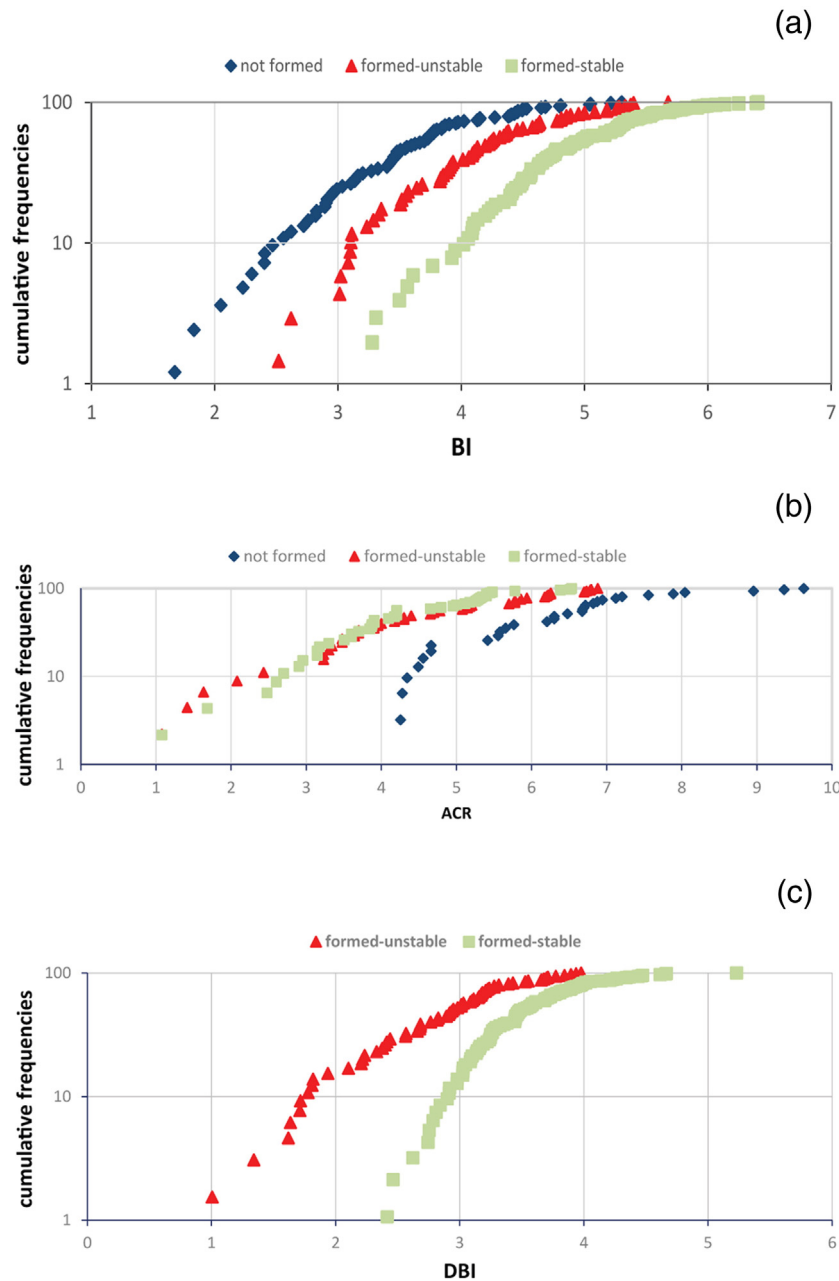 (a)
not formed formed-unstable formed-stable
100
10
1
cumulative frequencies
1 2 3 4 5 6 7
BI
(b)
not formed formed-unstable formed-stable
100
10
1
cumulative frequencies
0 1 2 3 4 5 6 7 8 9 10
ACR
(c)
formed-unstable formed-stable
100
10
1
cumulative frequencies
0 1 2 3 4 5 6
DBI